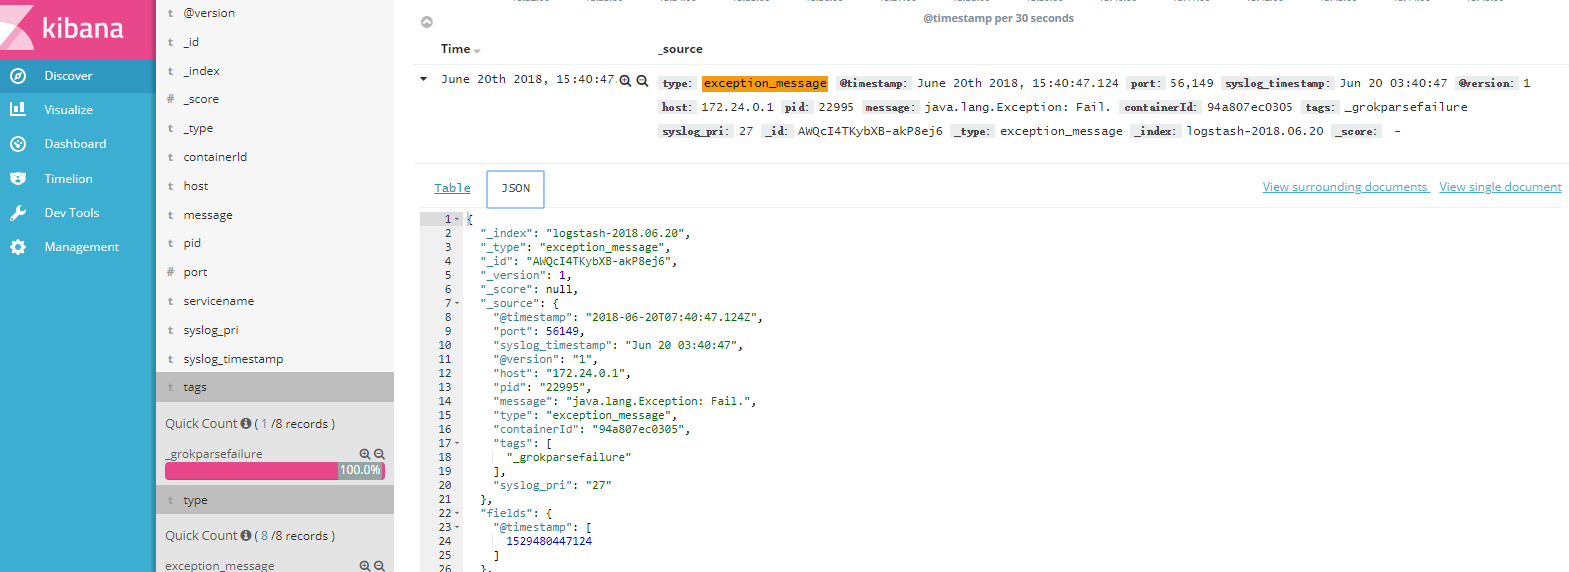 kibana
Discover
Visualize
Dashboard
Timelion
Dev Tools
Management
t @version
t _id
t _index
# _score
t _type
t containerId
t host
t message
t pid
# port
t servicename
t syslog_pri
t syslog_timestamp
t tags
Quick Count ( 1 /8 records )
_grokparsefailure
100.0%
t type
Quick Count ( 8 /8 records )
exception_message
@timestamp per 30 seconds
Time _source
June 20th 2018, 15:40:47. type: exception_message @timestamp: June 20th 2018, 15:40:47.124 port: 56,149 syslog_timestamp: Jun 20 03:40:47 @version: 1
host: 172.24.0.1 pid: 22995 message: java.lang.Exception: Fail. containerId: 94a807ec0305 tags: _grokparsefailure
syslog_pri: 27 _id: AWQcI4TKybXB-akP8ej6 _type: exception_message _index: logstash-2018.06.20 _score: -
Table JSON View surrounding documents View single document
1 {
2 "_index": "logstash-2018.06.20",
3 "_type": "exception_message",
4 "_id": "AWQcI4TKybXB-akP8ej6",
5 "_version": 1,
6 "_score": null,
7 "_source": {
8 "@timestamp": "2018-06-20T07:40:47.124Z",
9 "port": 56149,
10 "syslog_timestamp": "Jun 20 03:40:47",
11 "@version": "1",
12 "host": "172.24.0.1",
13 "pid": "22995",
14 "message": "java.lang.Exception: Fail.",
15 "type": "exception_message",
16 "containerId": "94a807ec0305",
17 "tags": [
18 "_grokparsefailure"
19 ],
20 "syslog_pri": "27"
21 },
22 "fields": {
23 "@timestamp": [
24 1529480447124
25 ]
26 },